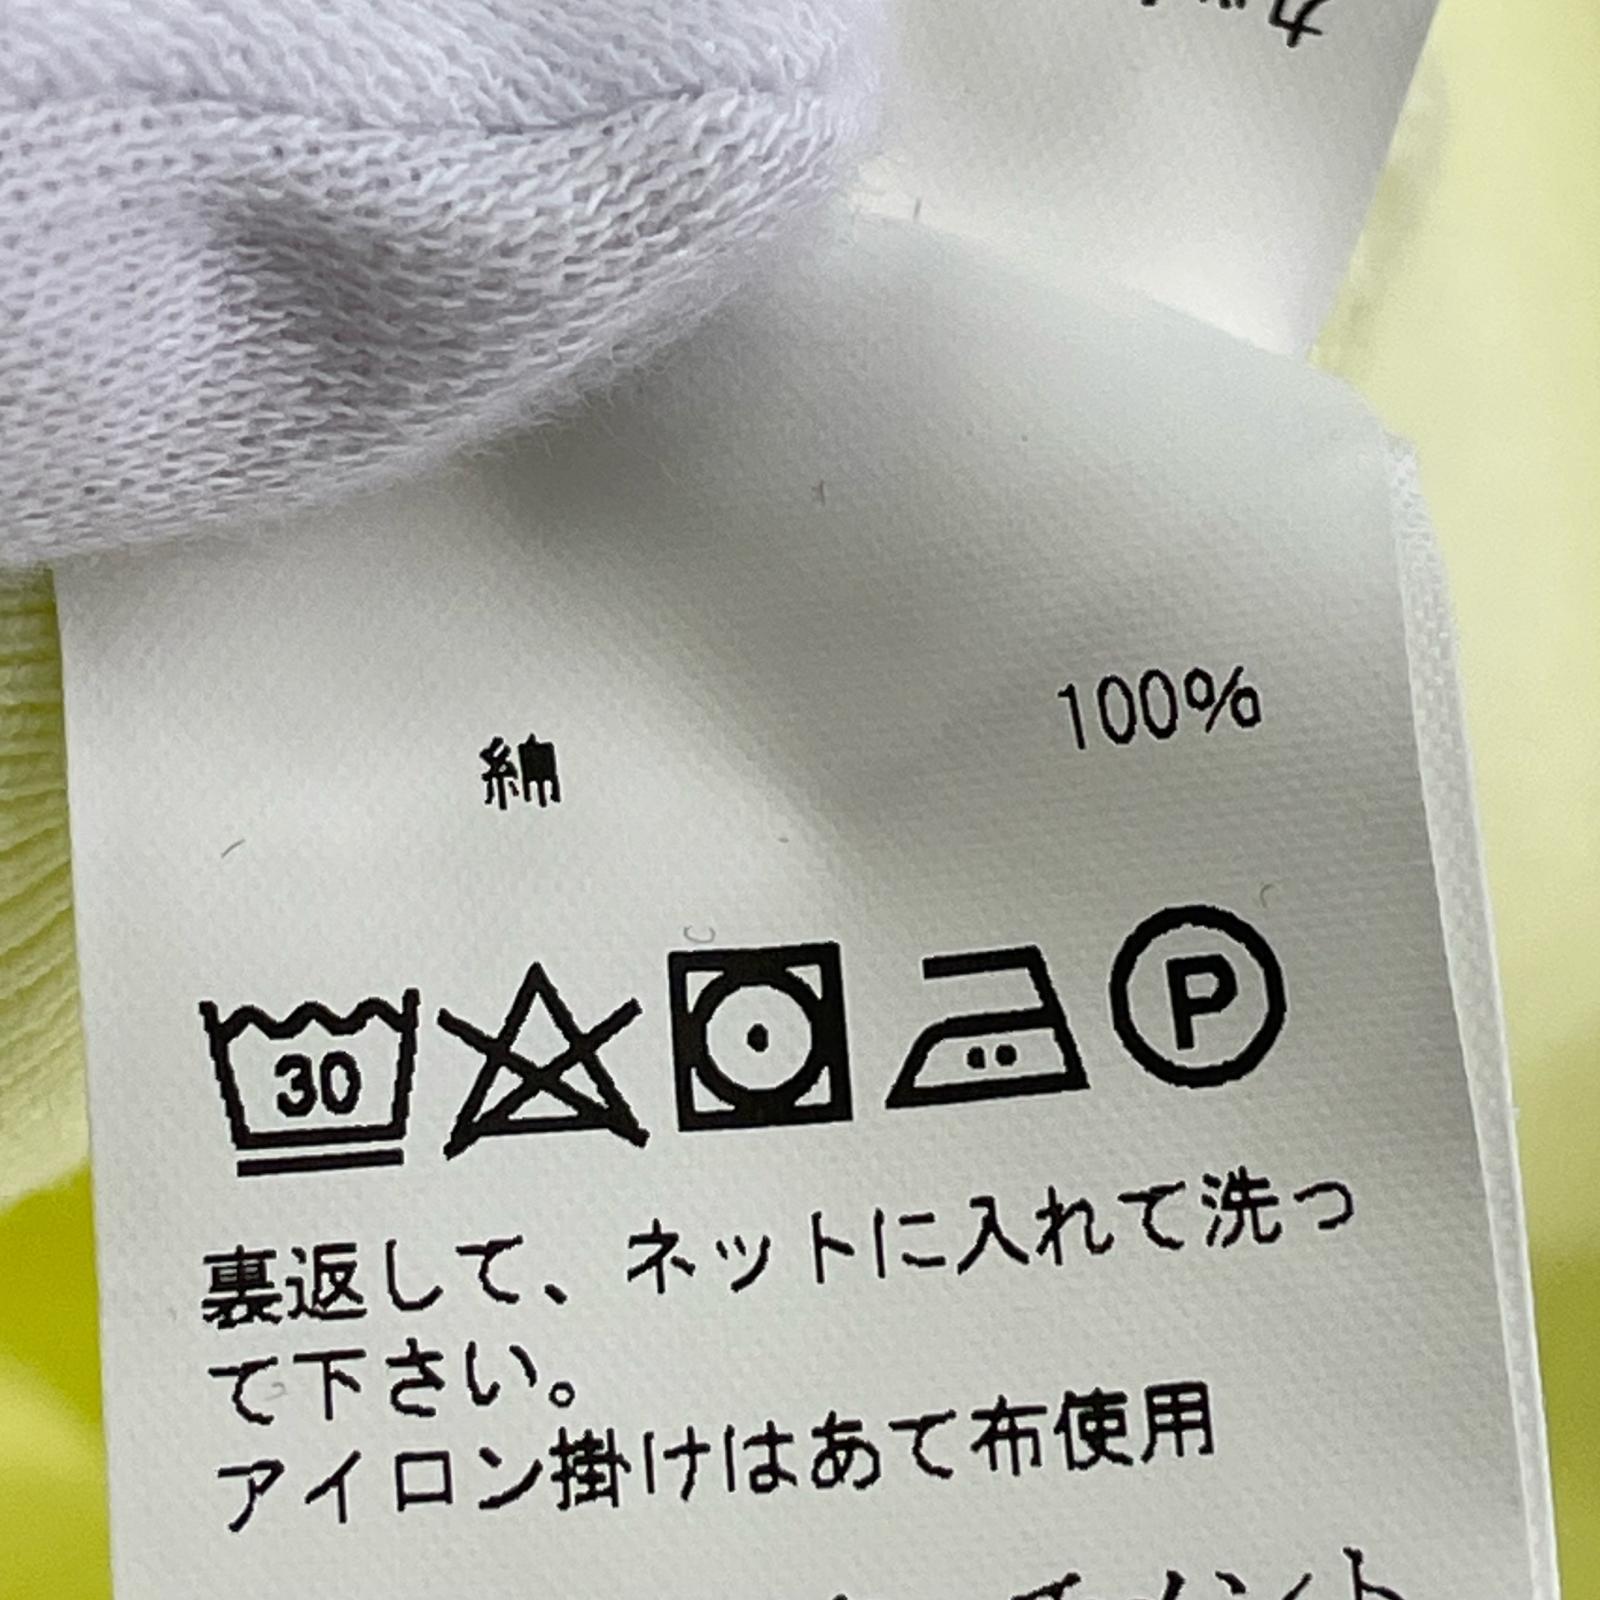 綿 100%
30
P
裏返して、ネットに入れて洗っ
て下さい。
アイロン掛けはあて布使用